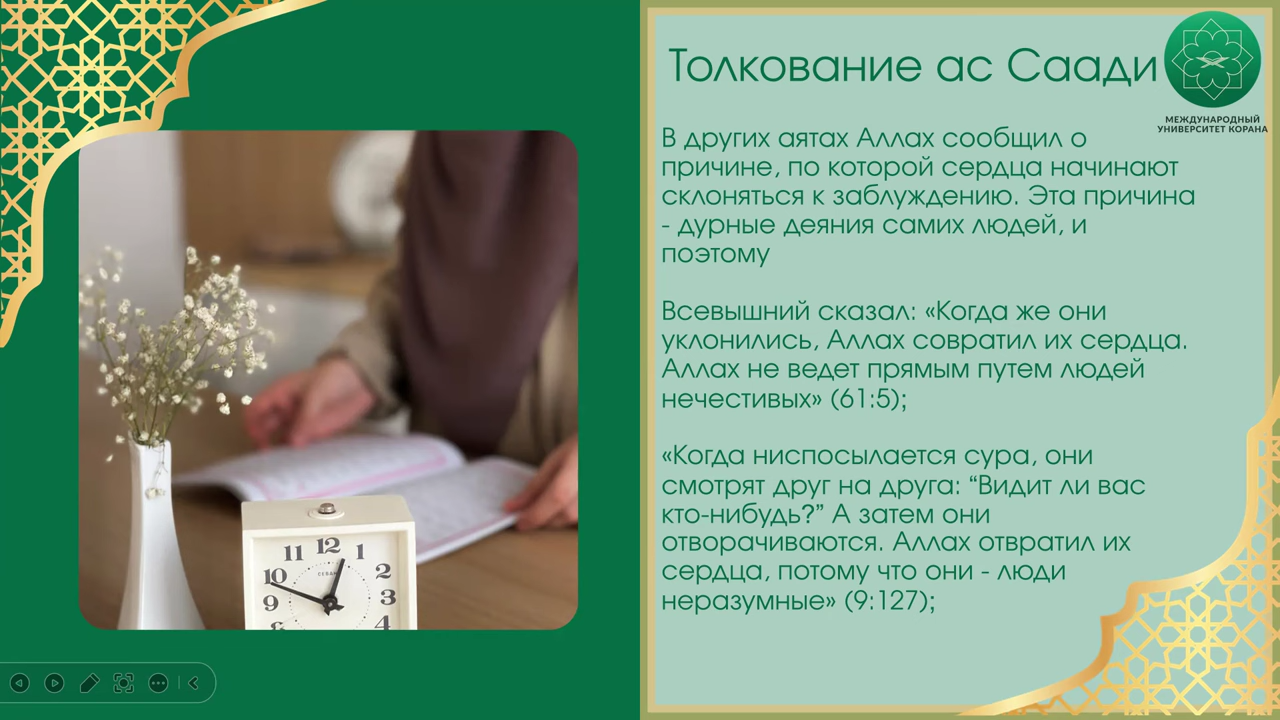 Толкование ас Саади
МЕЖДУНАРОДНЫЙ
УНИВЕРСИТЕТ КОРАНА
В других аятах Аллах сообщил о
причине, по которой сердца начинают
склоняться к заблуждению. Эта причина
- дурные деяния самих людей, и
поэтому
Всевышний сказал: «Когда же они
уклонились, Аллах совратил их сердца.
Аллах не ведет прямым путем людей
нечестивых» (61:5);
«Когда ниспосылается сура, они
смотрят друг на друга: “Видит ли вас
кто-нибудь?” А затем они
отворачиваются. Аллах отвратил их
сердца, потому что они - люди
неразумные» (9:127);
11 12 1
10 2
9 3
4